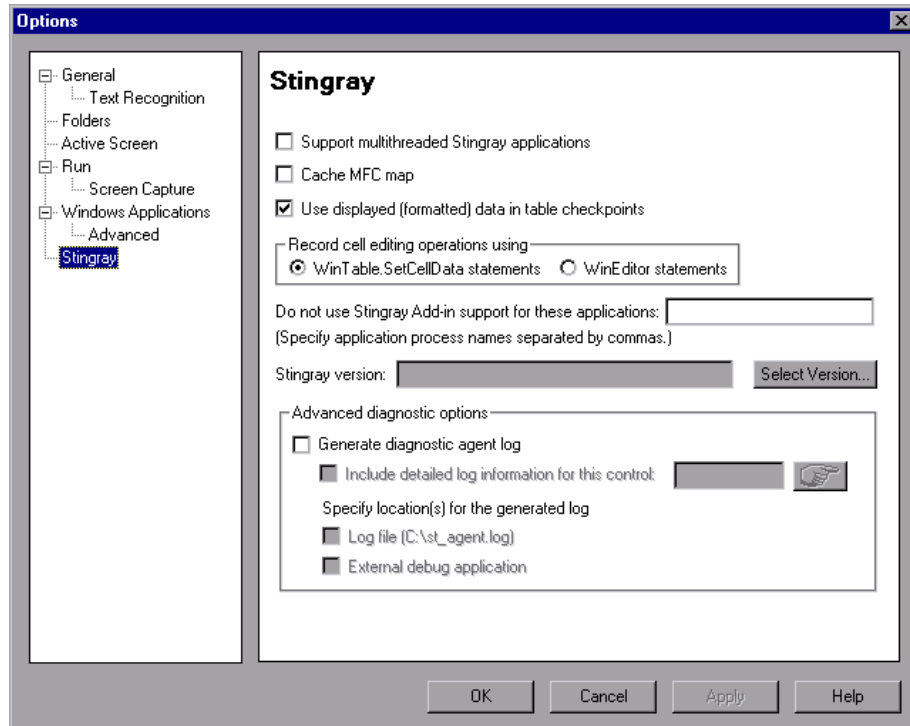 Options
General
Text Recognition
Folders
Active Screen
Run
Screen Capture
Windows Applications
Advanced
Stingray
Stingray
Support multithreaded Stingray applications
Cache MFC map
Use displayed (formatted) data in table checkpoints
Record cell editing operations using
WinTable.SetCellData statements WinEditor statements
Do not use Stingray Add-in support for these applications:
(Specify application process names separated by commas.)
Stingray version: Select Version...
Advanced diagnostic options
Generate diagnostic agent log
Include detailed log information for this control:
Specify location(s) for the generated log
Log file (C:\st_agent.log)
External debug application
OK Cancel Apply Help